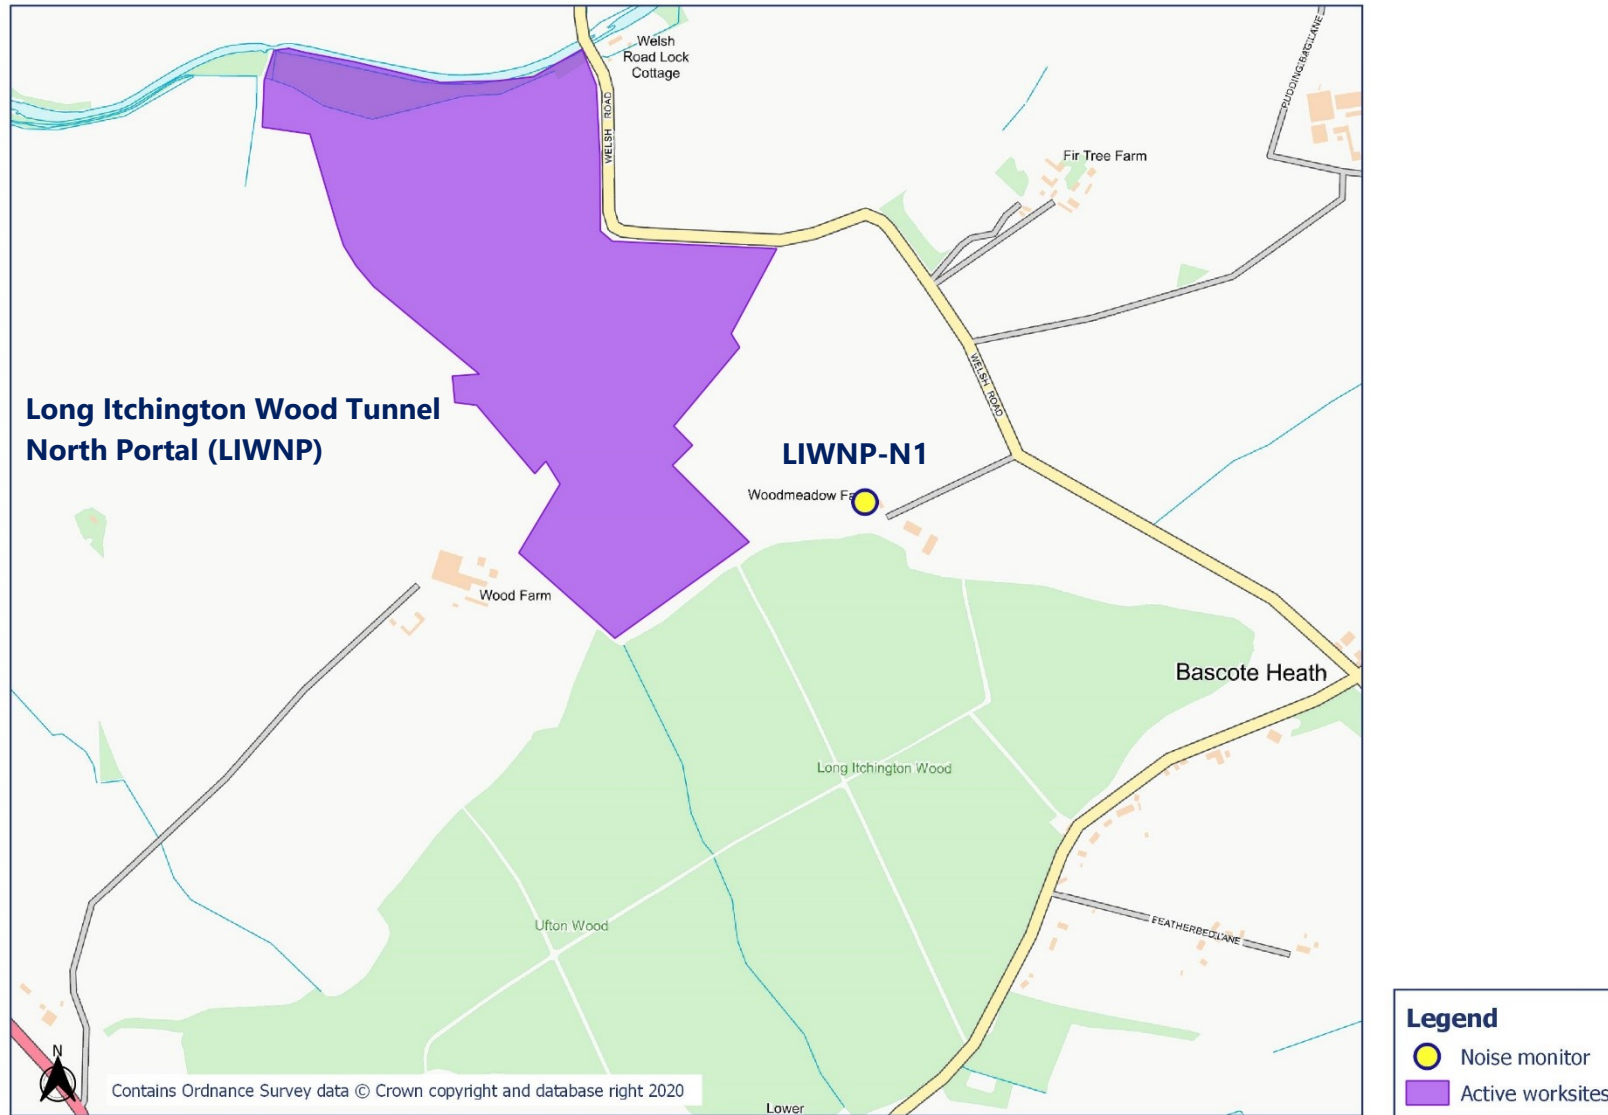 Welsh
Road Lock
Cottage
PUDDING BAG LANE
WELSH ROAD
Fir Tree Farm
WELSH ROAD
Long Itchington Wood Tunnel
North Portal (LIWNP)
LIWNP-N1
Woodmeadow Fa
Wood Farm
Bascote Heath
Long Itchington Wood
Ufton Wood
FEATHERBED LANE
N
Contains Ordnance Survey data © Crown copyright and database right 2020
Lower
Legend
Noise monitor
Active worksites